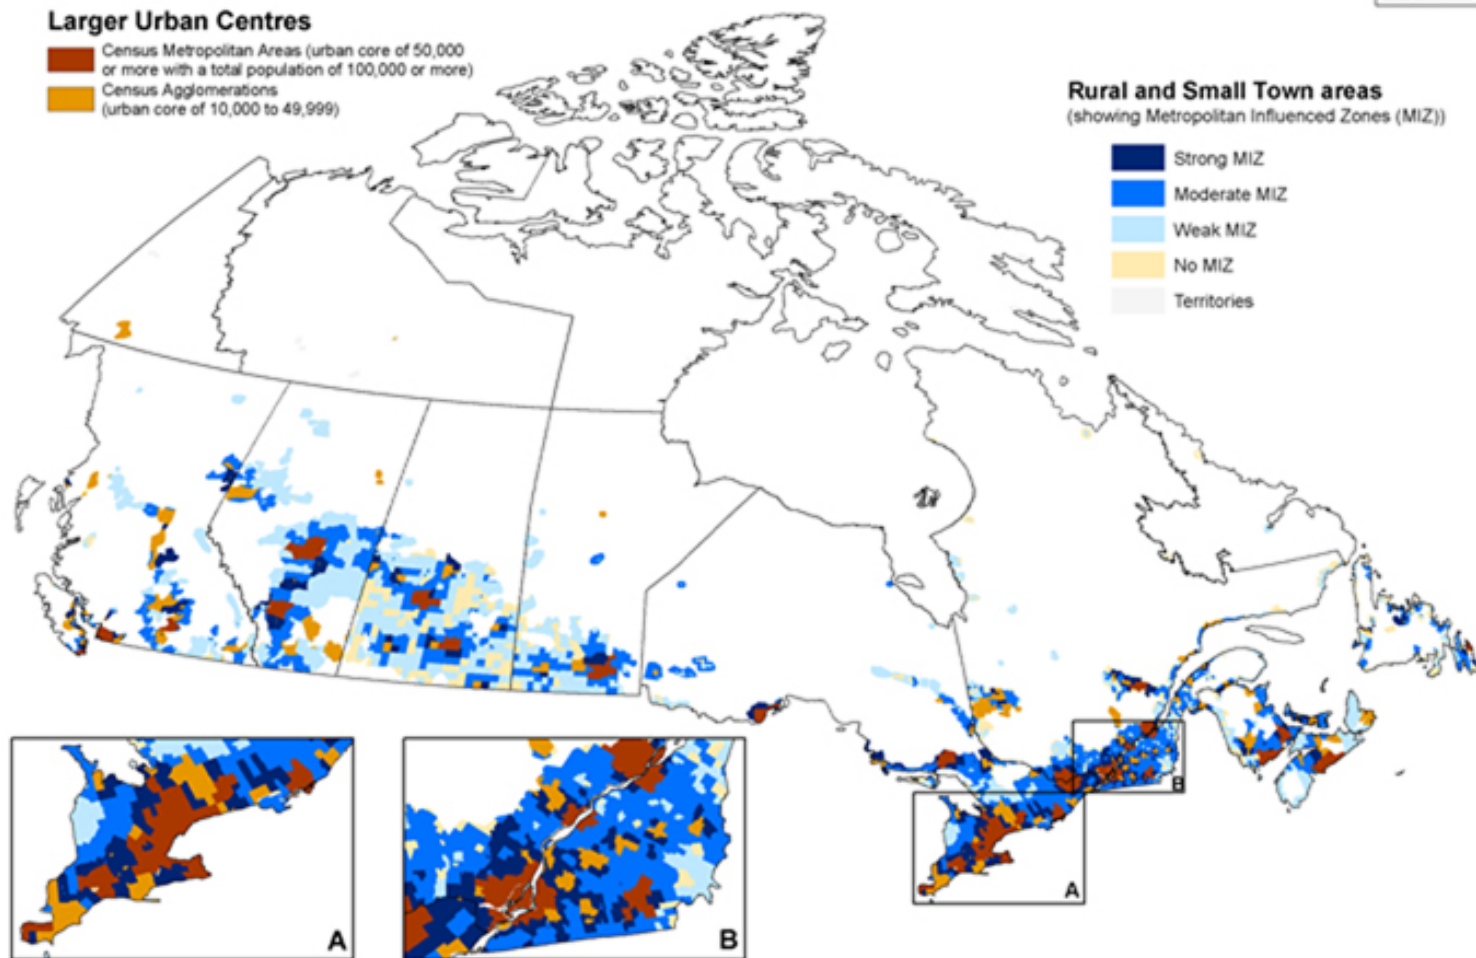 Larger Urban Centres
Census Metropolitan Areas (urban core of 50,000
or more with a total population of 100,000 or more)
Census Agglomerations
(urban core of 10,000 to 49,999)
Rural and Small Town areas
(showing Metropolitan Influenced Zones (MIZ))
Strong MIZ
Moderate MIZ
Weak MIZ
No MIZ
Territories
B
A
A
B